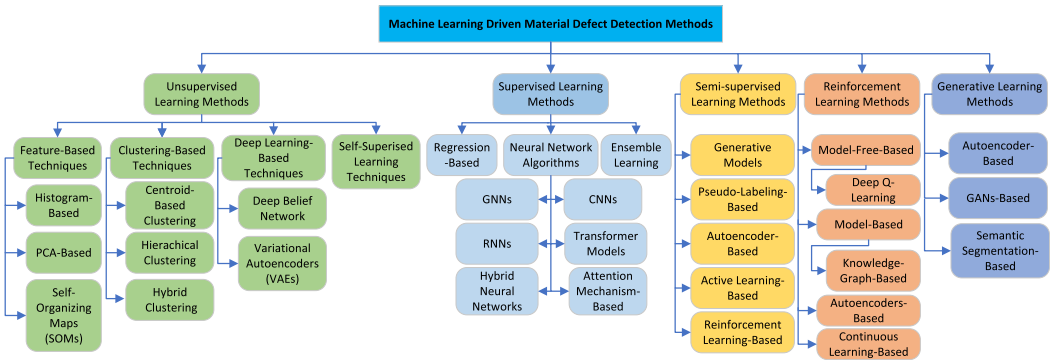 Machine Learning Driven Material Defect Detection Methods
Unsupervised
Learning Methods
Supervised Learning
Methods
Semi-supervised
Learning Methods
Reinforcement
Learning Methods
Generative Learning
Methods
Feature-Based
Techniques
Clustering-Based
Techniques
Deep Learning-
Based
Techniques
Self-Superised
Learning
Techniques
Histogram-
Based
PCA-Based
Self-
Organizing
Maps
(SOMs)
Centroid-
Based
Clustering
Hierachical
Clustering
Hybrid
Clustering
Deep Belief
Network
Variational
Autoencoders
(VAEs)
Regression
-Based
Neural Network
Algorithms
Ensemble
Learning
GNNs
CNNs
RNNs
Transformer
Models
Hybrid
Neural
Networks
Attention
Mechanism-
Based
Generative
Models
Pseudo-Labeling-
Based
Autoencoder-
Based
Active Learning-
Based
Reinforcement
Learning-Based
Model-Free-Based
Deep Q-
Learning
Model-Based
Knowledge-
Graph-Based
Autoencoders-
Based
Continuous
Learning-Based
Autoencoder-
Based
GANs-Based
Semantic
Segmentation-
Based